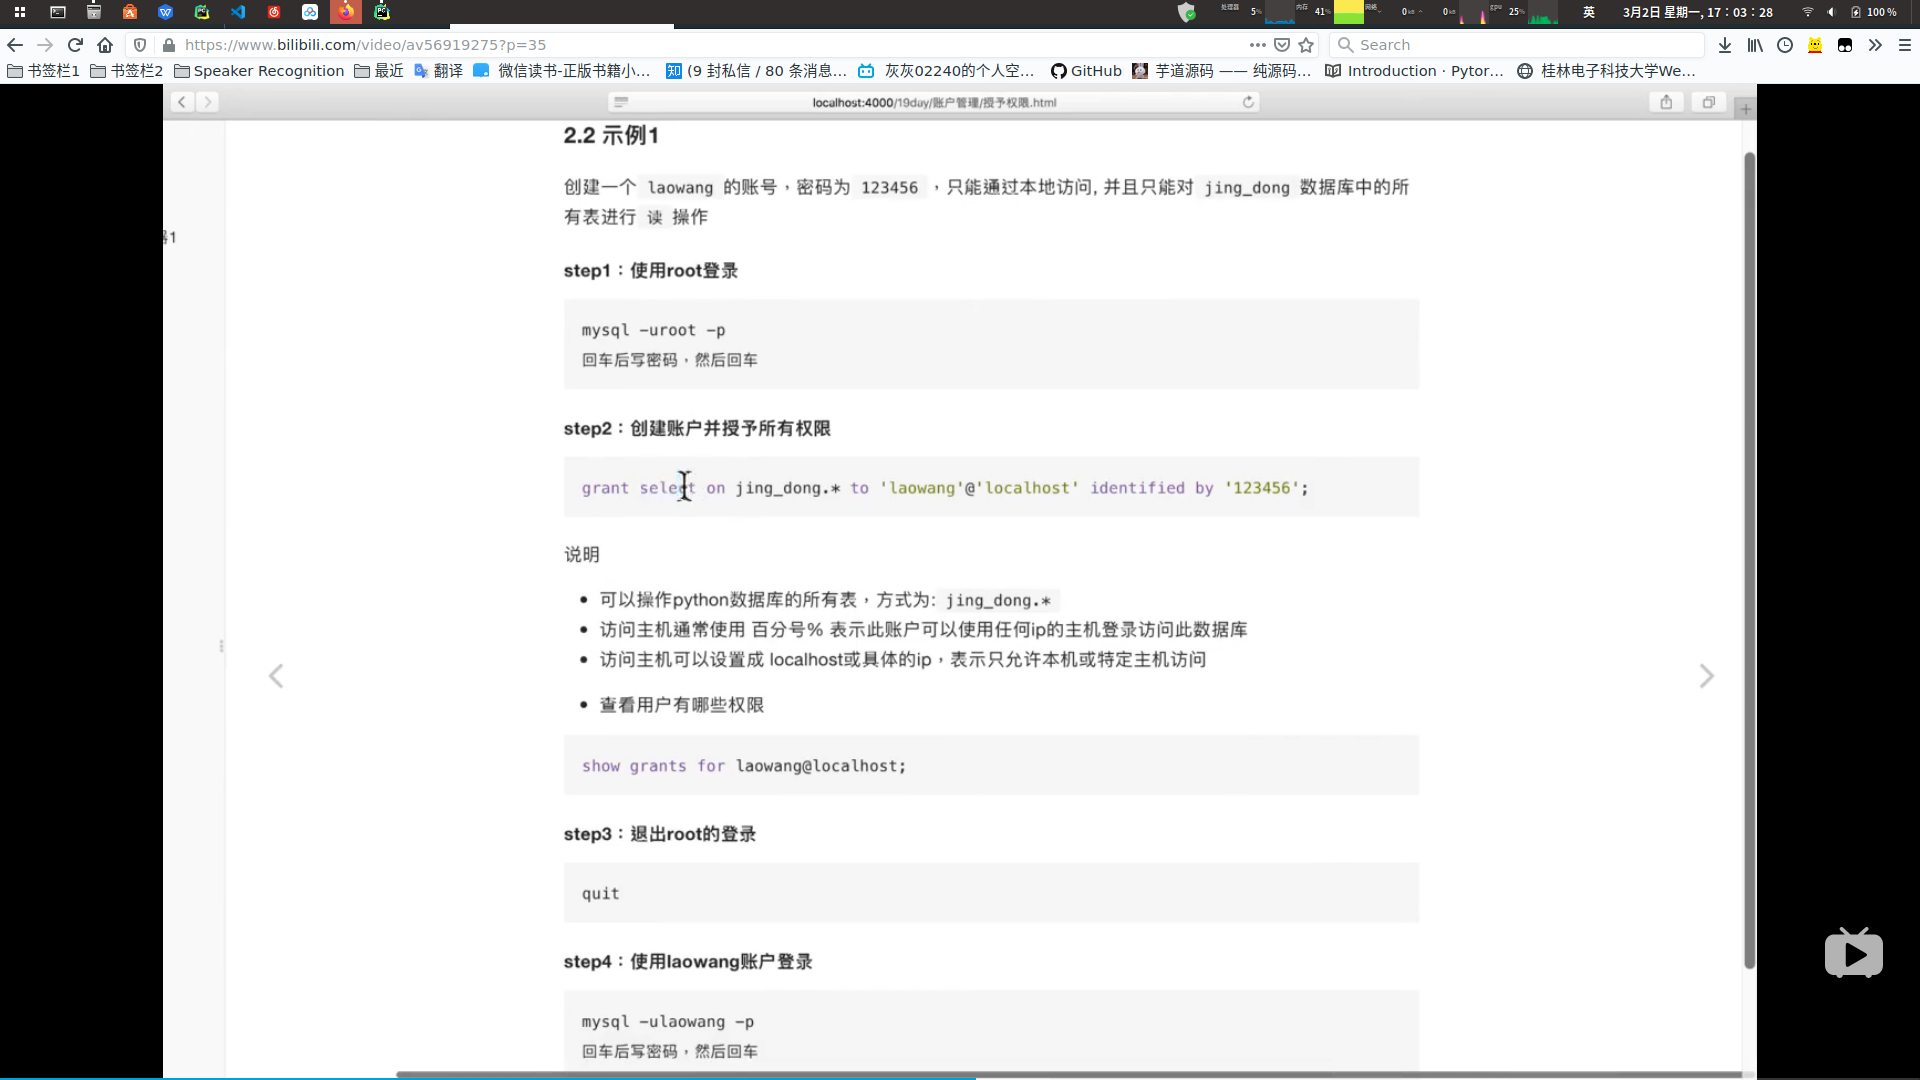 英
3月2日 星期一, 17：03：28
100 %
处理器
5%
内存
41%
网络
gpu
25%
https://www.bilibili.com/video/av56919275?p=35
Search
书签栏1
书签栏2
Speaker Recognition
最近
翻译
微信读书-正版书籍小…
(9 封私信 / 80 条消息…
灰灰02240的个人空…
GitHub
芋道源码 —— 纯源码…
Introduction · Pytor…
桂林电子科技大学We…
localhost:4000/19day/账户管理/授予权限.html
2.2 示例1
创建一个 laowang 的账号，密码为 123456 ，只能通过本地访问, 并且只能对 jing_dong 数据库中的所
有表进行 读 操作
step1：使用root登录
mysql -uroot -p
回车后写密码，然后回车
step2：创建账户并授予所有权限
grant select on jing_dong.* to 'laowang'@'localhost' identified by '123456';
说明
可以操作python数据库的所有表，方式为: jing_dong.*
访问主机通常使用 百分号% 表示此账户可以使用任何ip的主机登录访问此数据库
访问主机可以设置成 localhost或具体的ip，表示只允许本机或特定主机访问
查看用户有哪些权限
show grants for laowang@localhost;
step3：退出root的登录
quit
step4：使用laowang账户登录
mysql -ulaowang -p
回车后写密码，然后回车